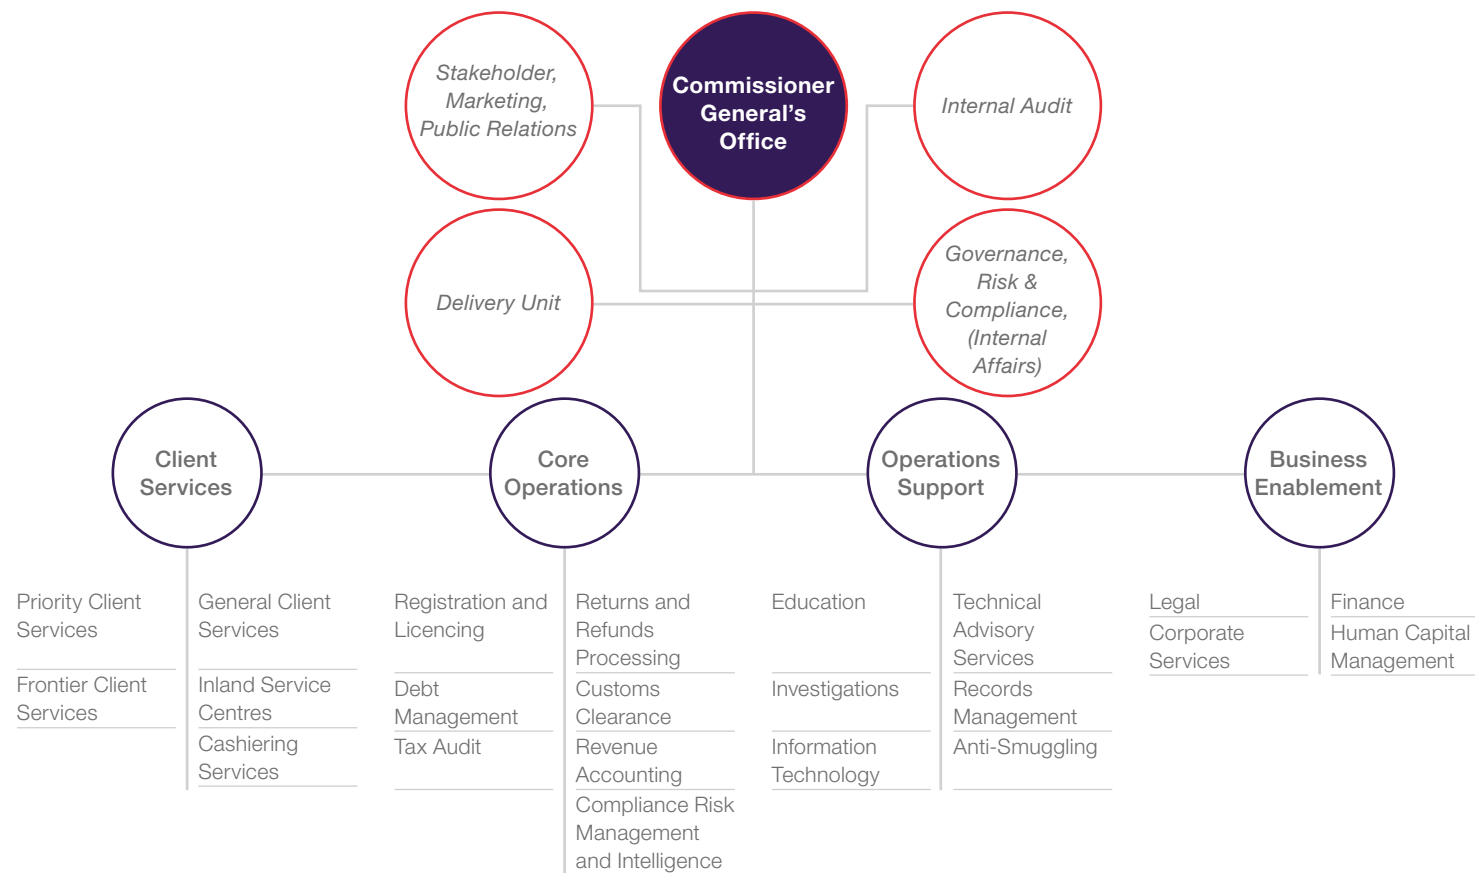 Stakeholder,
Marketing,
Public Relations
Commissioner
General's
Office
Internal Audit
Delivery Unit
Governance,
Risk &
Compliance,
(Internal
Affairs)
Client
Services
Core
Operations
Operations
Support
Business
Enablement
Priority Client
Services
Frontier Client
Services
General Client
Services
Inland Service
Centres
Cashiering
Services
Registration and
Licencing
Debt
Management
Tax Audit
Returns and
Refunds
Processing
Customs
Clearance
Revenue
Accounting
Compliance Risk
Management
and Intelligence
Education
Investigations
Information
Technology
Technical
Advisory
Services
Records
Management
Anti-Smuggling
Legal
Corporate
Services
Finance
Human Capital
Management